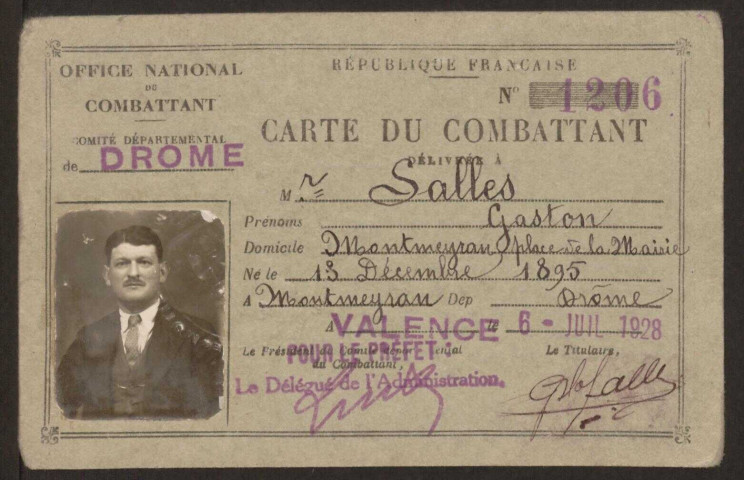 OFFICE NATIONAL
DU
COMBATTANT
COMITÉ DÉPARTEMENTAL
de DROME
RÉPUBLIQUE FRANCAISE
N° 1206
CARTE DU COMBATTANT
DÉLIVRÉE À
Mr Salles
Prénoms Gaston
Domicile Montmeyran place de la Mairie
Né le 13 Décembre 1895
A Montmeyran Dep Drôme
A VALENCE le 6 - JUIL 1928
Le Président du Comité départemental
du Combattant,
POUR LE PRÉFET:
Le Délégué de l'Administration.
Le Titulaire,